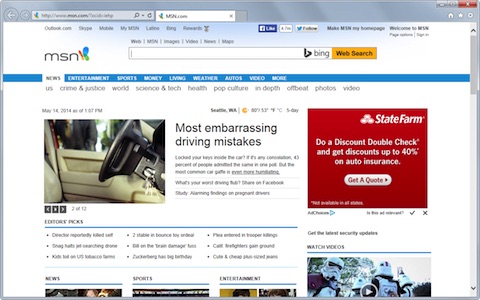 http://www.msn.com/?ocid=iehp
MSN.com
Outlook.com Skype Mobile My MSN Latino Bing Rewards
Like Follow
Make MSN my homepage Welcome to MSN
Page options | Sign in
Web | MSN | Images | Video | News | Maps
msn
bing Web Search
NEWS ENTERTAINMENT SPORTS MONEY LIVING WEATHER AUTOS VIDEO MORE
us crime & justice world science & tech health pop culture in depth offbeat photos video
May 14, 2014 as of 1:07 PM
Seattle, WA 80°/53° °F °C 5-day
Most embarrassing
driving mistakes
Locked your keys inside the car? If it's any consolation, 43
percent of people admitted the same in one poll. But the
most common car gaffe is even more humiliating.
What's your worst driving flub? Share on Facebook
Study: Alarming findings on pregnant drivers
2 of 12
StateFarm
Do a Discount Double Check®
and get discounts up to 40%*
on auto insurance.
Get A Quote
*Not available in all states.
AdChoices Is this ad relevant?
EDITORS' PICKS
Director reportedly killed self
Snag halts jet-searching drone
Kids toil on US tobacco farms
2 stable in bounce toy ordeal
Bill on the 'brain damage' fuss
Zuckerberg has big birthday
Plea entered in trooper killings
Calif. firefighters gain ground
Cute & cheap plus-sized jeans
Get the latest security updates
WATCH VIDEOS
NEWS SPORTS ENTERTAINMENT